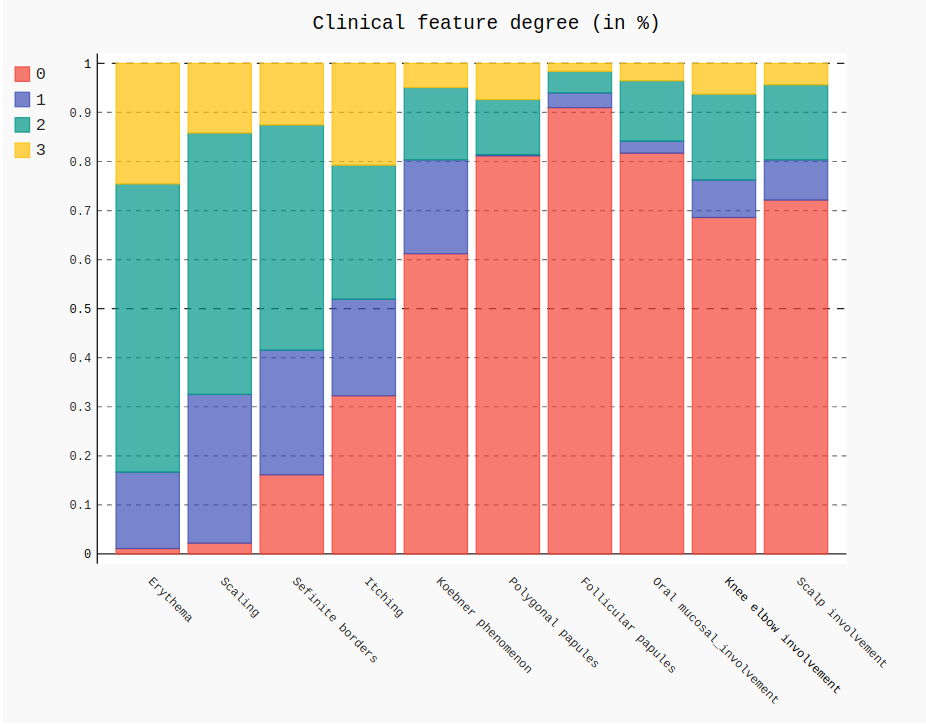 Clinical feature degree (in %)
0
1
2
3
1
0.9
0.8
0.7
0.6
0.5
0.4
0.3
0.2
0.1
0
Erythema
Scaling
Sefinite borders
Itching
Koebner phenomenon
Polygonal papules
Follicular papules
Oral mucosal_involvement
Knee elbow involvement
Scalp involvement